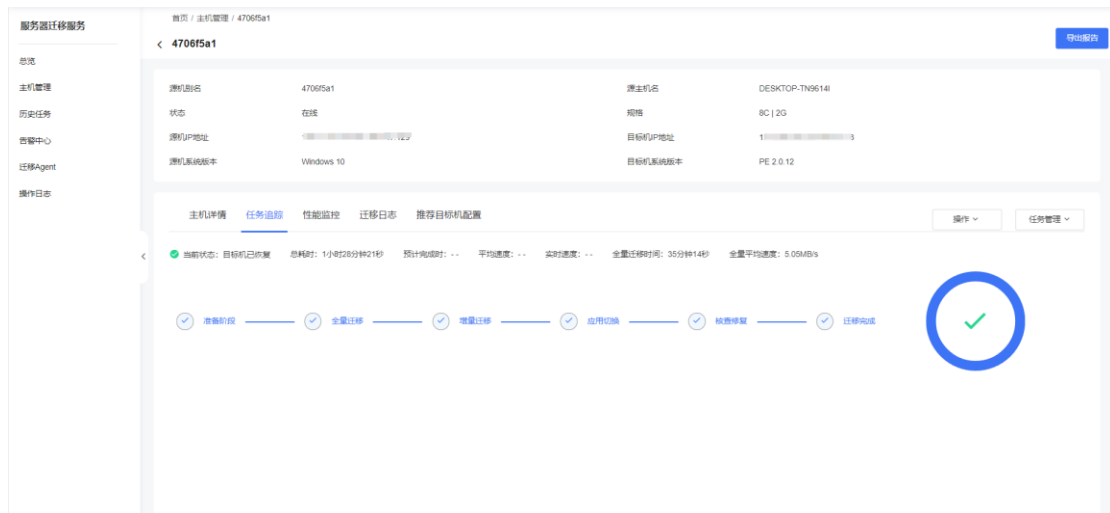 服务器迁移服务
总览
主机管理
历史任务
告警中心
迁移Agent
操作日志
首页 / 主机管理 / 4706f5a1
4706f5a1
导出报告
源机别名 4706f5a1 源主机名 DESKTOP-TN9614I
状态 在线 规格 8C | 2G
源机IP地址 目标机IP地址
源机系统版本 Windows 10 目标机系统版本 PE 2.0.12
主机详情 任务追踪 性能监控 迁移日志 推荐目标机配置 操作 任务管理
当前状态：目标机已恢复 总耗时：1小时28分钟21秒 预计完成时：-- 平均速度：-- 实时速度：-- 全量迁移时间：35分钟14秒 全量平均速度：5.05MB/s
准备阶段 全量迁移 增量迁移 应用切换 核查修复 迁移完成